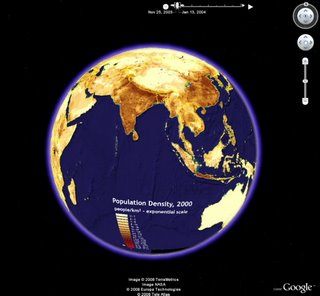 Nov 25, 2003 - Jan 13, 2004
Population Density, 2000
people/km² - exponential scale
Image © 2008 TerraMetrics
Image NASA
© 2008 Europa Technologies
© 2008 Tele Atlas
Google